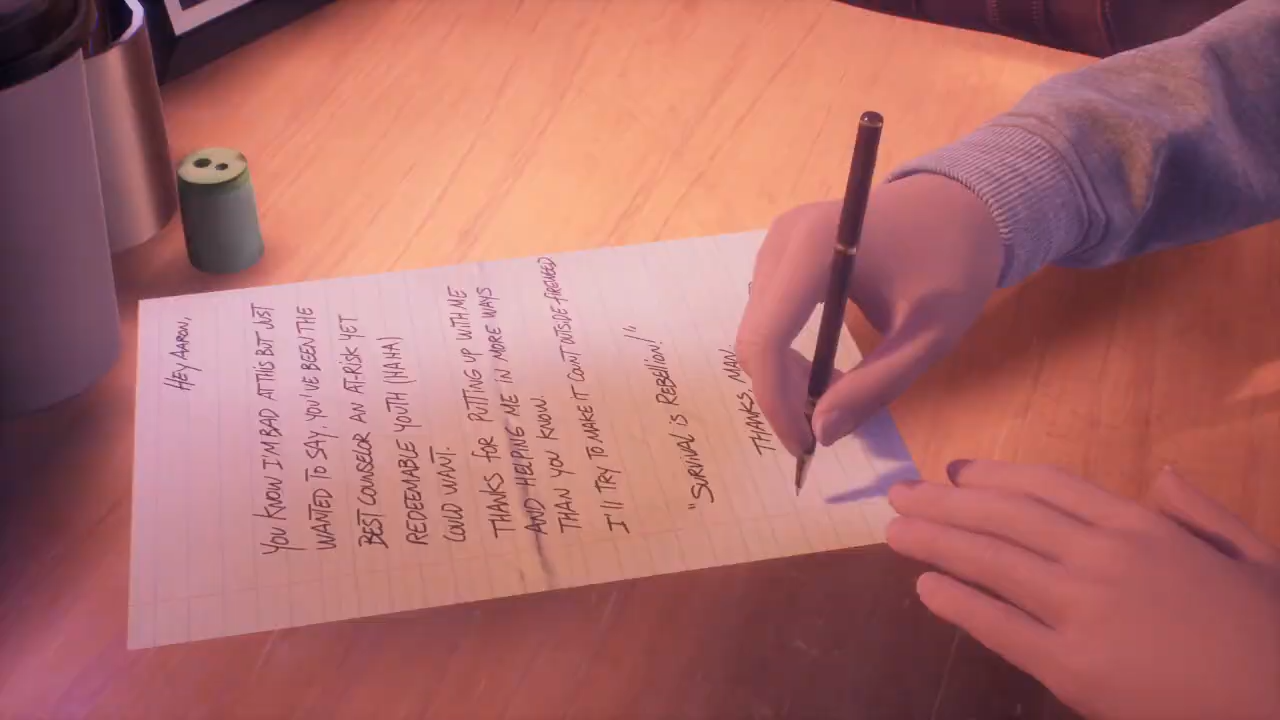 HEY AARON,
YOU KNOW I'M BAD AT THIS BUT JUST
WANTED TO SAY, YOU'VE BEEN THE
BEST COUNSELOR AN AT-RISK YET
REDEEMABLE YOUTH (HAHA)
COULD WANT.
THANKS FOR PUTTING UP WITH ME
AND HELPING ME IN MORE WAYS
THAN YOU KNOW.
I'LL TRY TO MAKE IT COUNT OUTSIDE FIREWEED
"SURVIVAL IS REBELLION!"
THANKS, MAN.